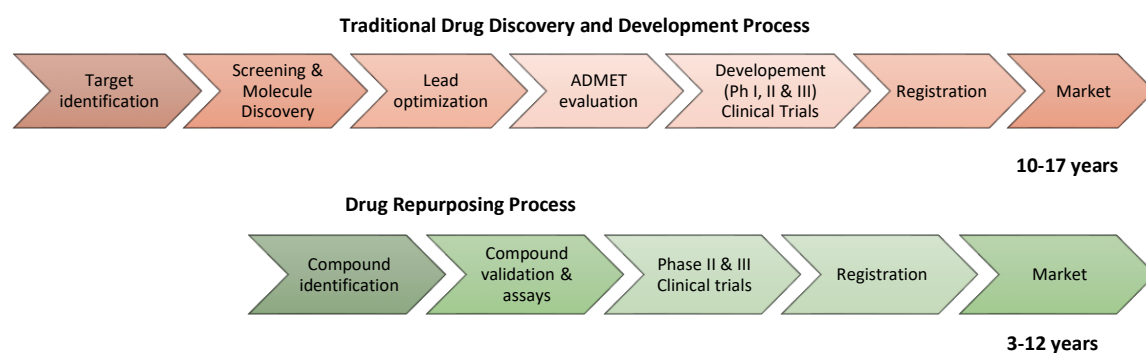 Traditional Drug Discovery and Development Process
Target
identification
Screening &
Molecule
Discovery
Lead
optimization
ADMET
evaluation
Developement
(Ph I, II & III)
Clinical Trials
Registration
Market
10-17 years
Drug Repurposing Process
Compound
identification
Compound
validation &
assays
Phase II & III
Clinical trials
Registration
Market
3-12 years